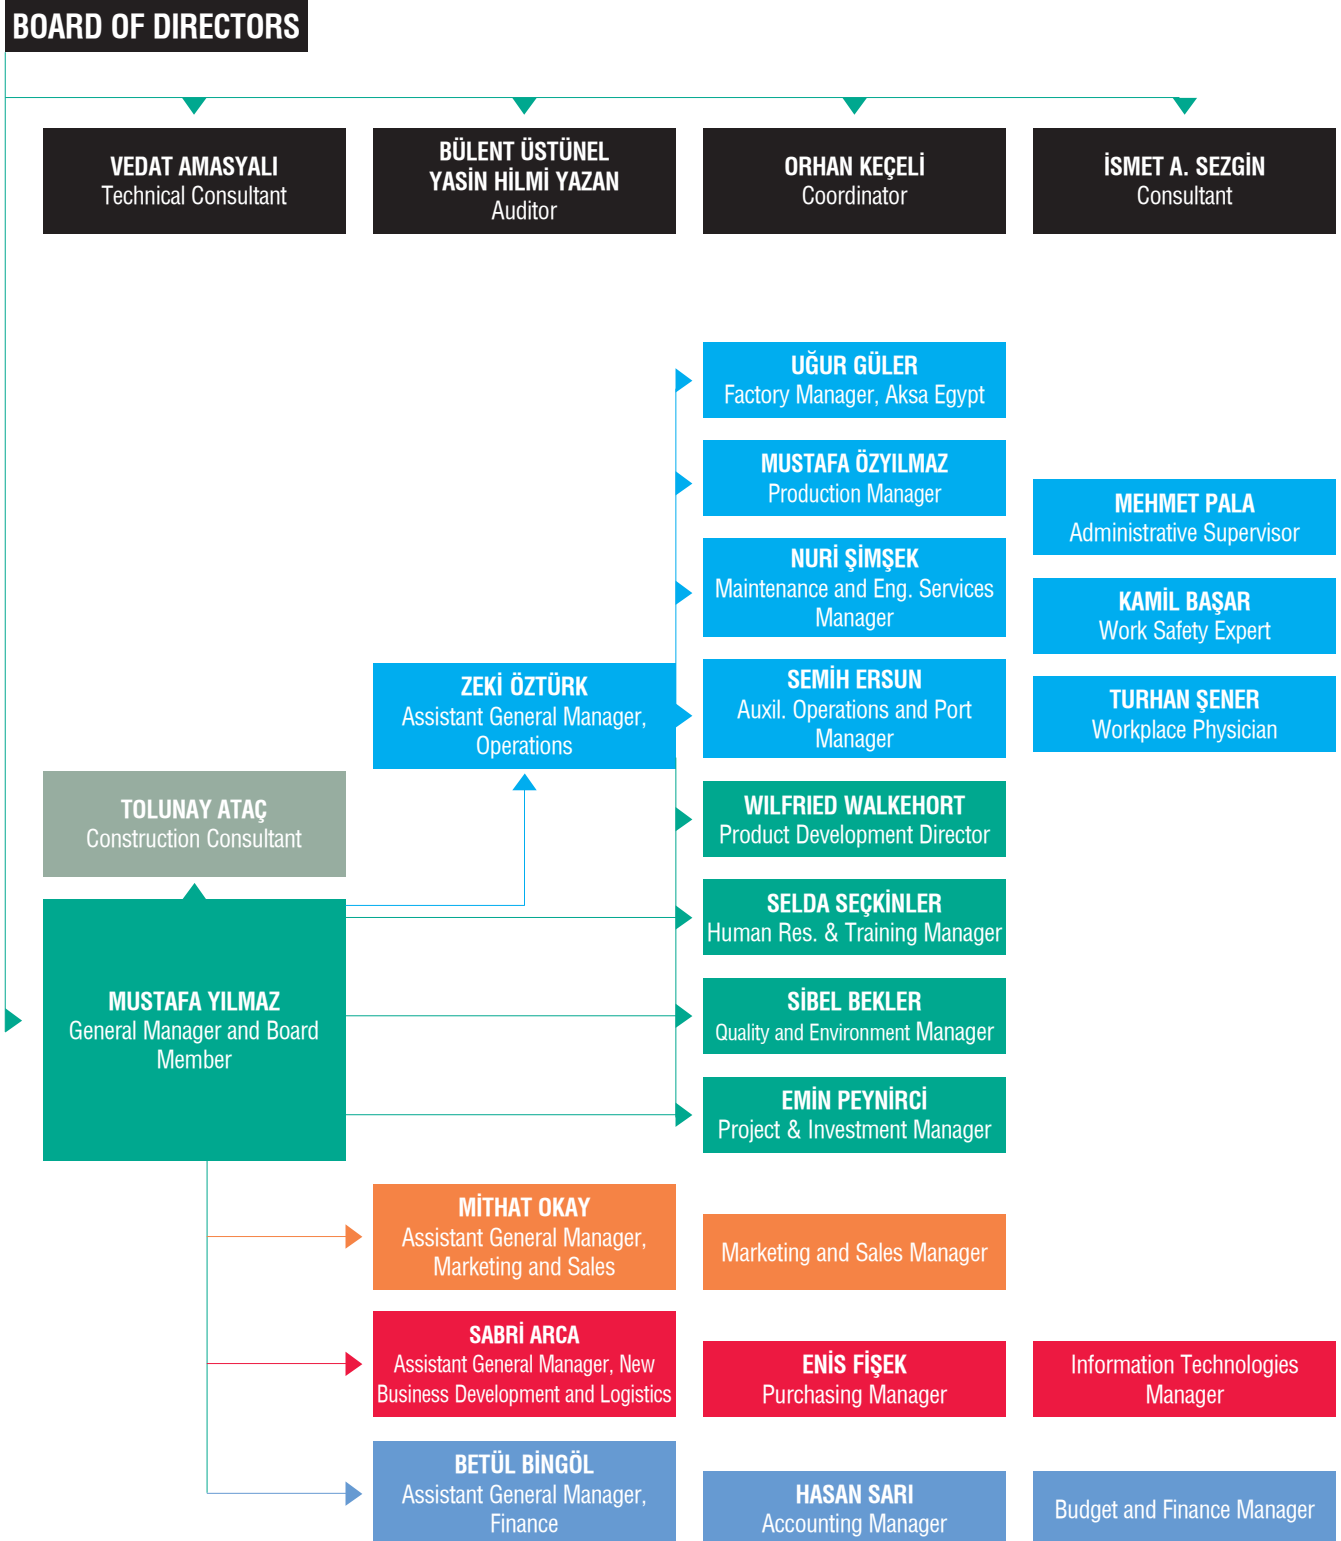 BOARD OF DIRECTORS
VEDAT AMASYALI
Technical Consultant
BÜLENT ÜSTÜNEL
YASİN HİLMİ YAZAN
Auditor
ORHAN KEÇELİ
Coordinator
İSMET A. SEZGİN
Consultant
UĞUR GÜLER
Factory Manager, Aksa Egypt
MUSTAFA ÖZYILMAZ
Production Manager
MEHMET PALA
Administrative Supervisor
NURİ ŞİMŞEK
Maintenance and Eng. Services
Manager
KAMİL BAŞAR
Work Safety Expert
ZEKİ ÖZTÜRK
Assistant General Manager,
Operations
SEMİH ERSUN
Auxil. Operations and Port
Manager
TURHAN ŞENER
Workplace Physician
TOLUNAY ATAÇ
Construction Consultant
WILFRIED WALKEHORT
Product Development Director
SELDA SEÇKİNLER
Human Res. & Training Manager
MUSTAFA YILMAZ
General Manager and Board
Member
SİBEL BEKLER
Quality and Environment Manager
EMİN PEYNİRCİ
Project & Investment Manager
MİTHAT OKAY
Assistant General Manager,
Marketing and Sales
Marketing and Sales Manager
SABRİ ARCA
Assistant General Manager, New
Business Development and Logistics
ENİS FİŞEK
Purchasing Manager
Information Technologies
Manager
BETÜL BİNGÖL
Assistant General Manager,
Finance
HASAN SARI
Accounting Manager
Budget and Finance Manager